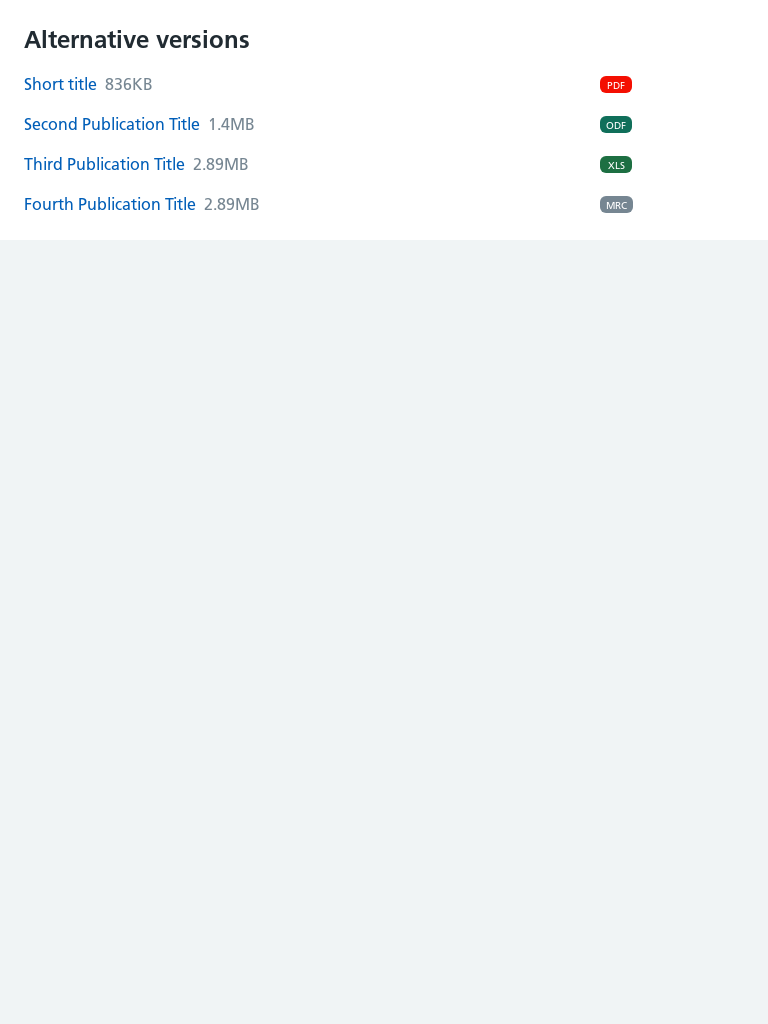 Alternative versions
Short title 836KB PDF
Second Publication Title 1.4MB ODF
Third Publication Title 2.89MB XLS
Fourth Publication Title 2.89MB MRC